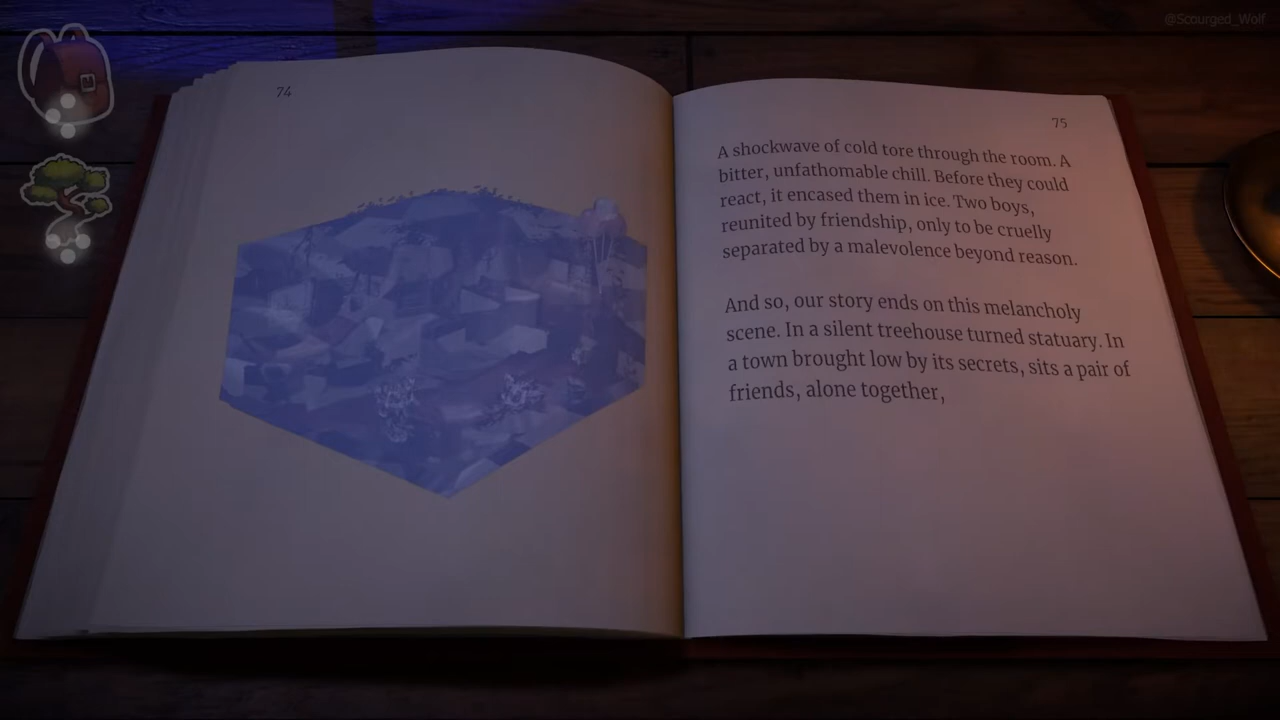 @Scourged_Wolf
74
75
A shockwave of cold tore through the room. A
bitter, unfathomable chill. Before they could
react, it encased them in ice. Two boys,
reunited by friendship, only to be cruelly
separated by a malevolence beyond reason.
And so, our story ends on this melancholy
scene. In a silent treehouse turned statuary. In
a town brought low by its secrets, sits a pair of
friends, alone together,